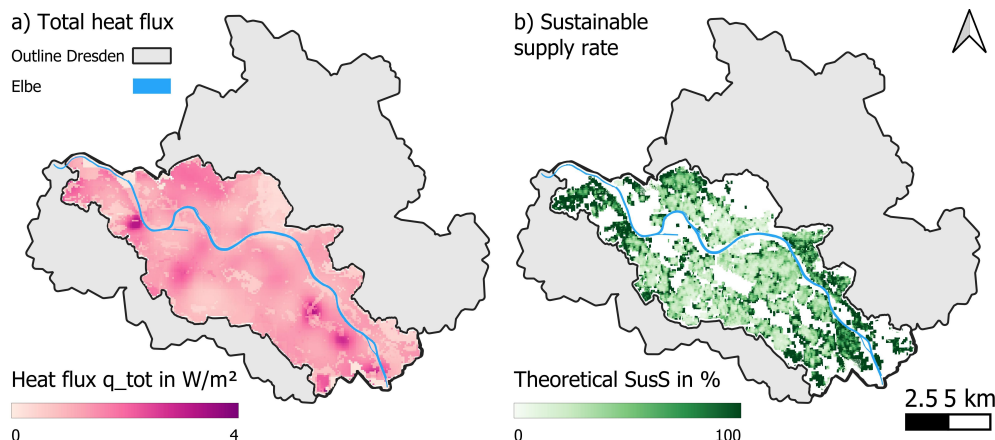 a) Total heat flux
Outline Dresden
Elbe
Heat flux q_tot in W/m²
0 4
b) Sustainable
supply rate
Theoretical SusS in %
0 100
2.5 5 km